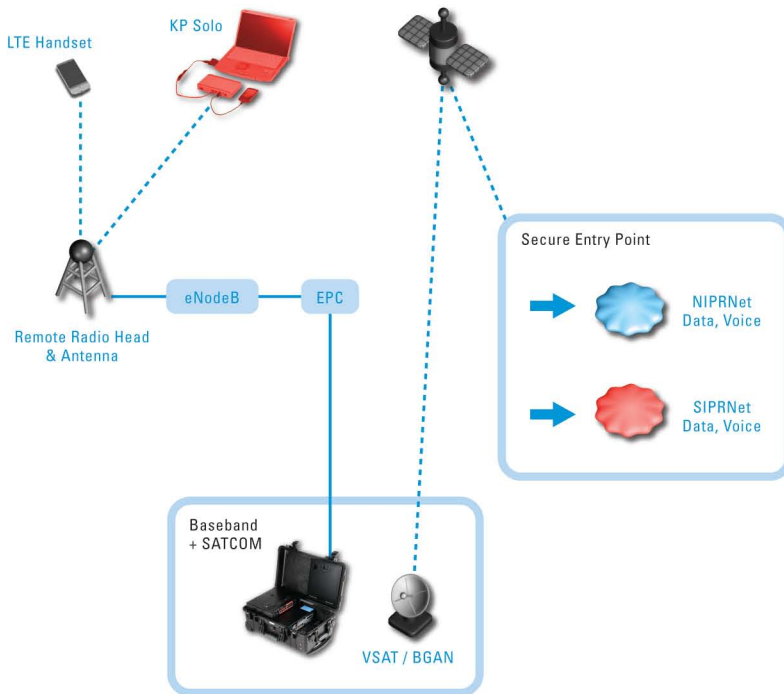 LTE Handset
KP Solo
Remote Radio Head
& Antenna
eNodeB
EPC
Secure Entry Point
NIPRNet
Data, Voice
SIPRNet
Data, Voice
Baseband
+ SATCOM
VSAT / BGAN